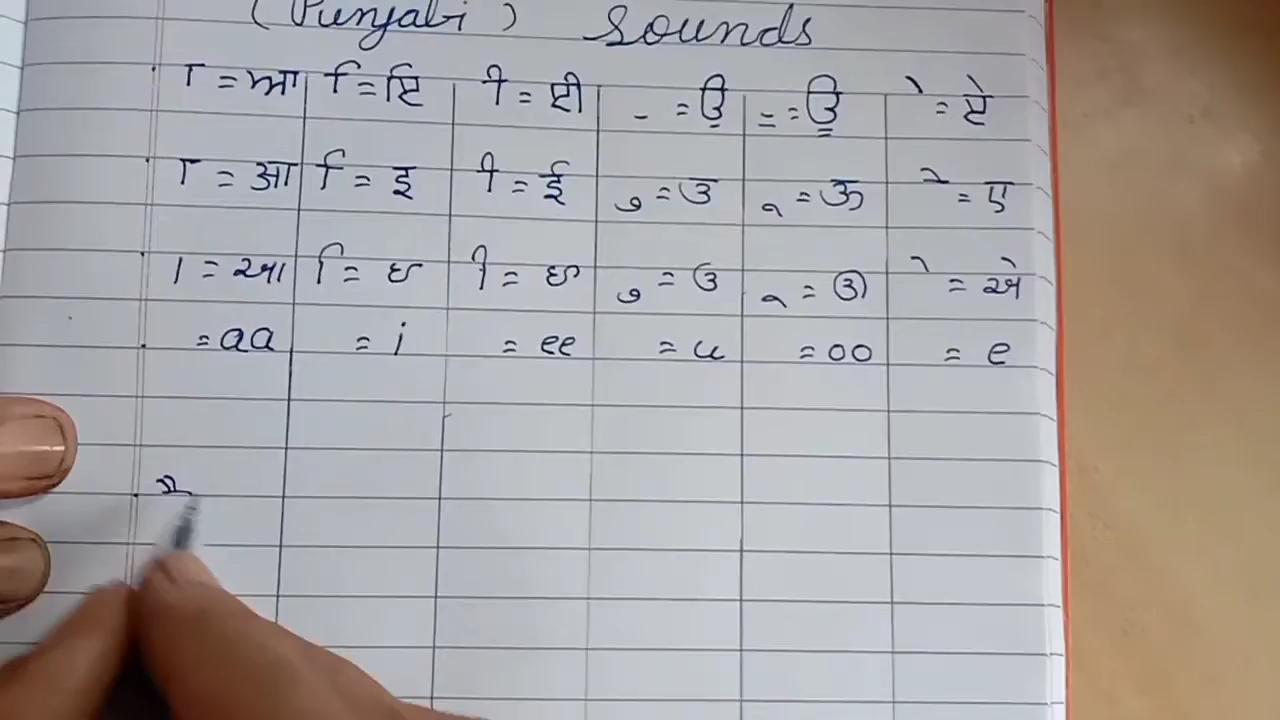 (Punjabi) Sounds
ਾ = ਆ ਿ = ਇ ੀ = ਈ ੁ = ਉ ੂ = ਊ ੇ = ਏ
ा = आ ि = इ ी = ई ु = उ ू = ऊ े = ए
ા = આ િ = ઇ ી = ઈ ુ = ઉ ૂ = ઊ ે = એ
= aa = i = ee = u = oo = e